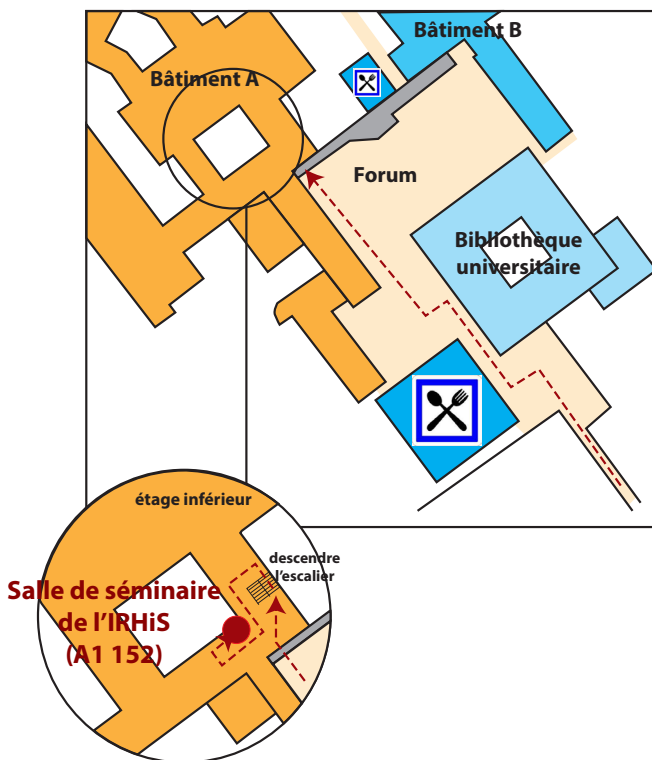 Bâtiment B
Bâtiment A
Forum
Bibliothèque
universitaire
étage inférieur
descendre
l'escalier
Salle de séminaire
de l'IRHiS
(A1 152)